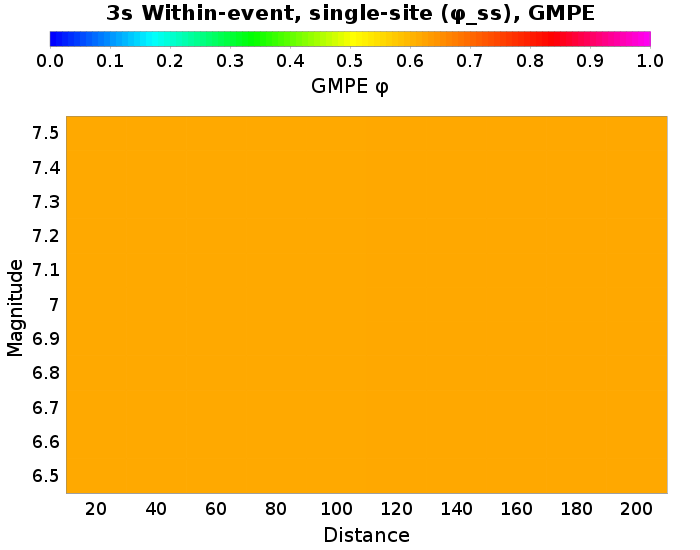 3s Within-event, single-site (φ_ss), GMPE
0.0 0.1 0.2 0.3 0.4 0.5 0.6 0.7 0.8 0.9 1.0
GMPE φ
7.5
7.4
7.3
7.2
7.1
7
6.9
6.8
6.7
6.6
6.5
Magnitude
20 40 60 80 100 120 140 160 180 200
Distance